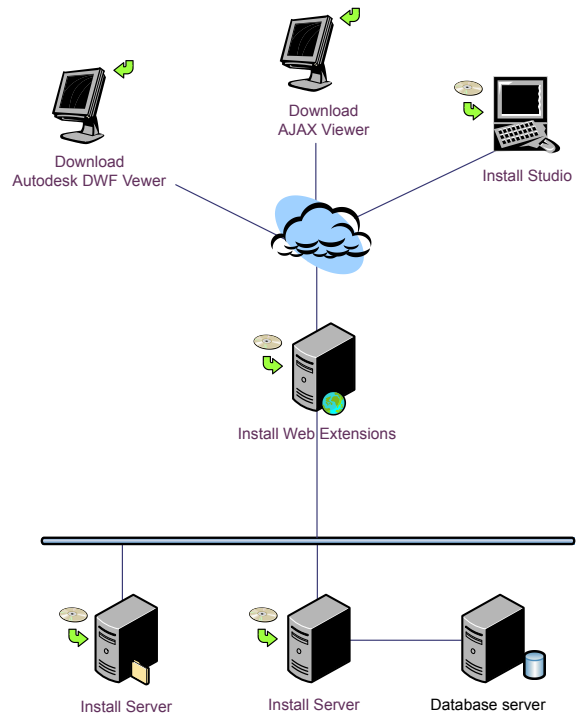 Download
AJAX Viewer
Download
Autodesk DWF Vewer
Install Studio
Install Web Extensions
Install Server
Install Server
Database server